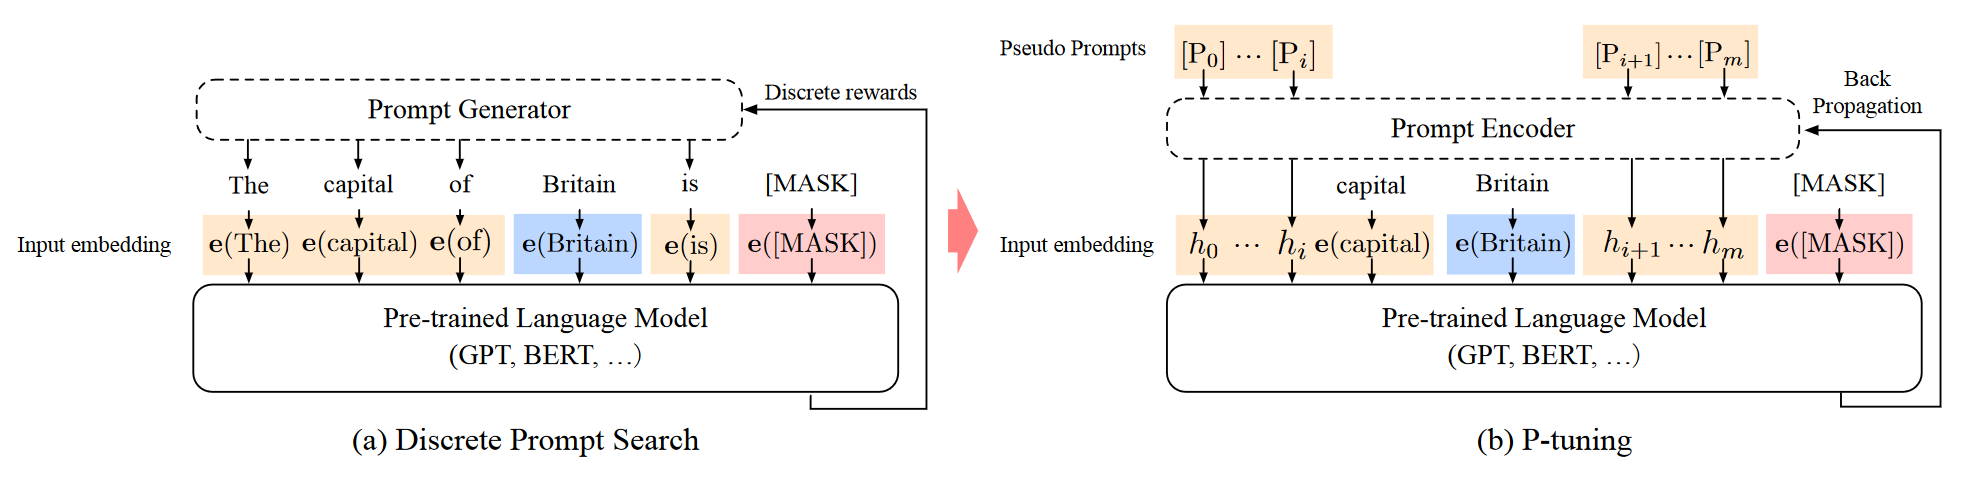 Prompt Generator
Discrete rewards
The capital of Britain is [MASK]
Input embedding e(The) e(capital) e(of) e(Britain) e(is) e([MASK])
Pre-trained Language Model
(GPT, BERT, …)
(a) Discrete Prompt Search
Pseudo Prompts [P₀] ⋯ [Pᵢ] [Pᵢ₊₁] ⋯ [Pₘ]
Back
Propagation
Prompt Encoder
capital Britain [MASK]
Input embedding h₀ ⋯ hᵢ e(capital) e(Britain) hᵢ₊₁ ⋯ hₘ e([MASK])
Pre-trained Language Model
(GPT, BERT, …)
(b) P-tuning